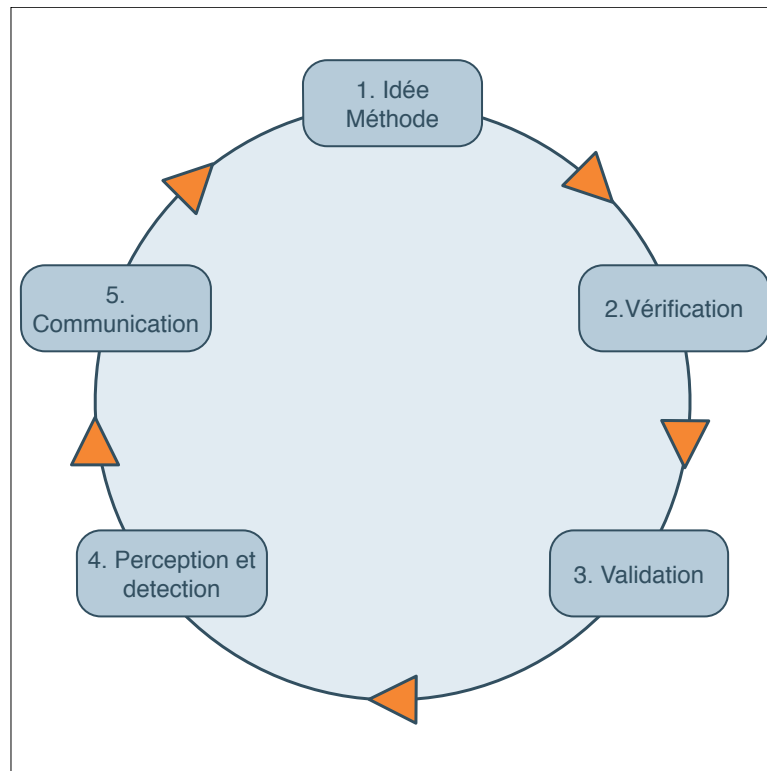 1. Idée
Méthode
2.Vérification
3. Validation
4. Perception et
detection
5.
Communication